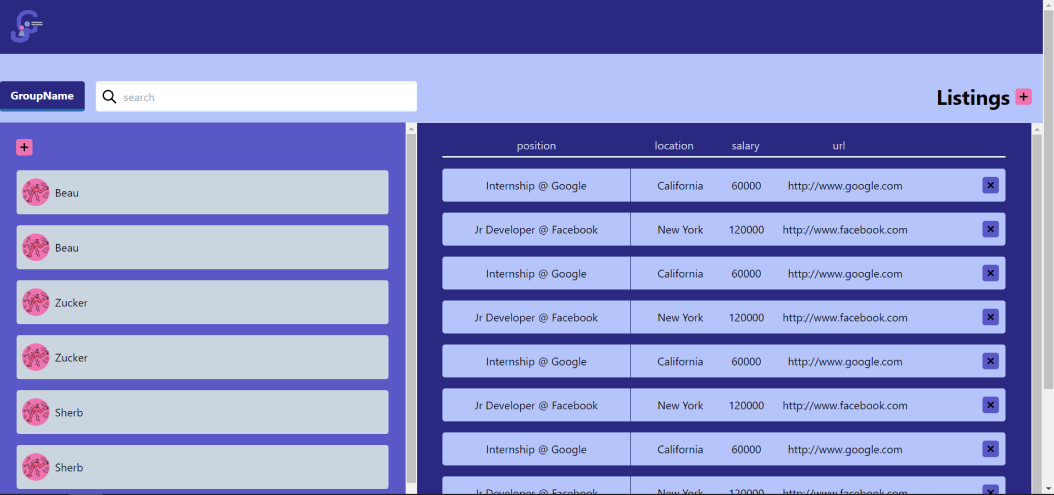 GroupName
search
Listings +
+
Beau
Beau
Zucker
Zucker
Sherb
Sherb
position location salary url
Internship @ Google California 60000 http://www.google.com ×
Jr Developer @ Facebook New York 120000 http://www.facebook.com ×
Internship @ Google California 60000 http://www.google.com ×
Jr Developer @ Facebook New York 120000 http://www.facebook.com ×
Internship @ Google California 60000 http://www.google.com ×
Jr Developer @ Facebook New York 120000 http://www.facebook.com ×
Internship @ Google California 60000 http://www.google.com ×
Jr Developer @ Facebook New York 120000 http://www.facebook.com ×